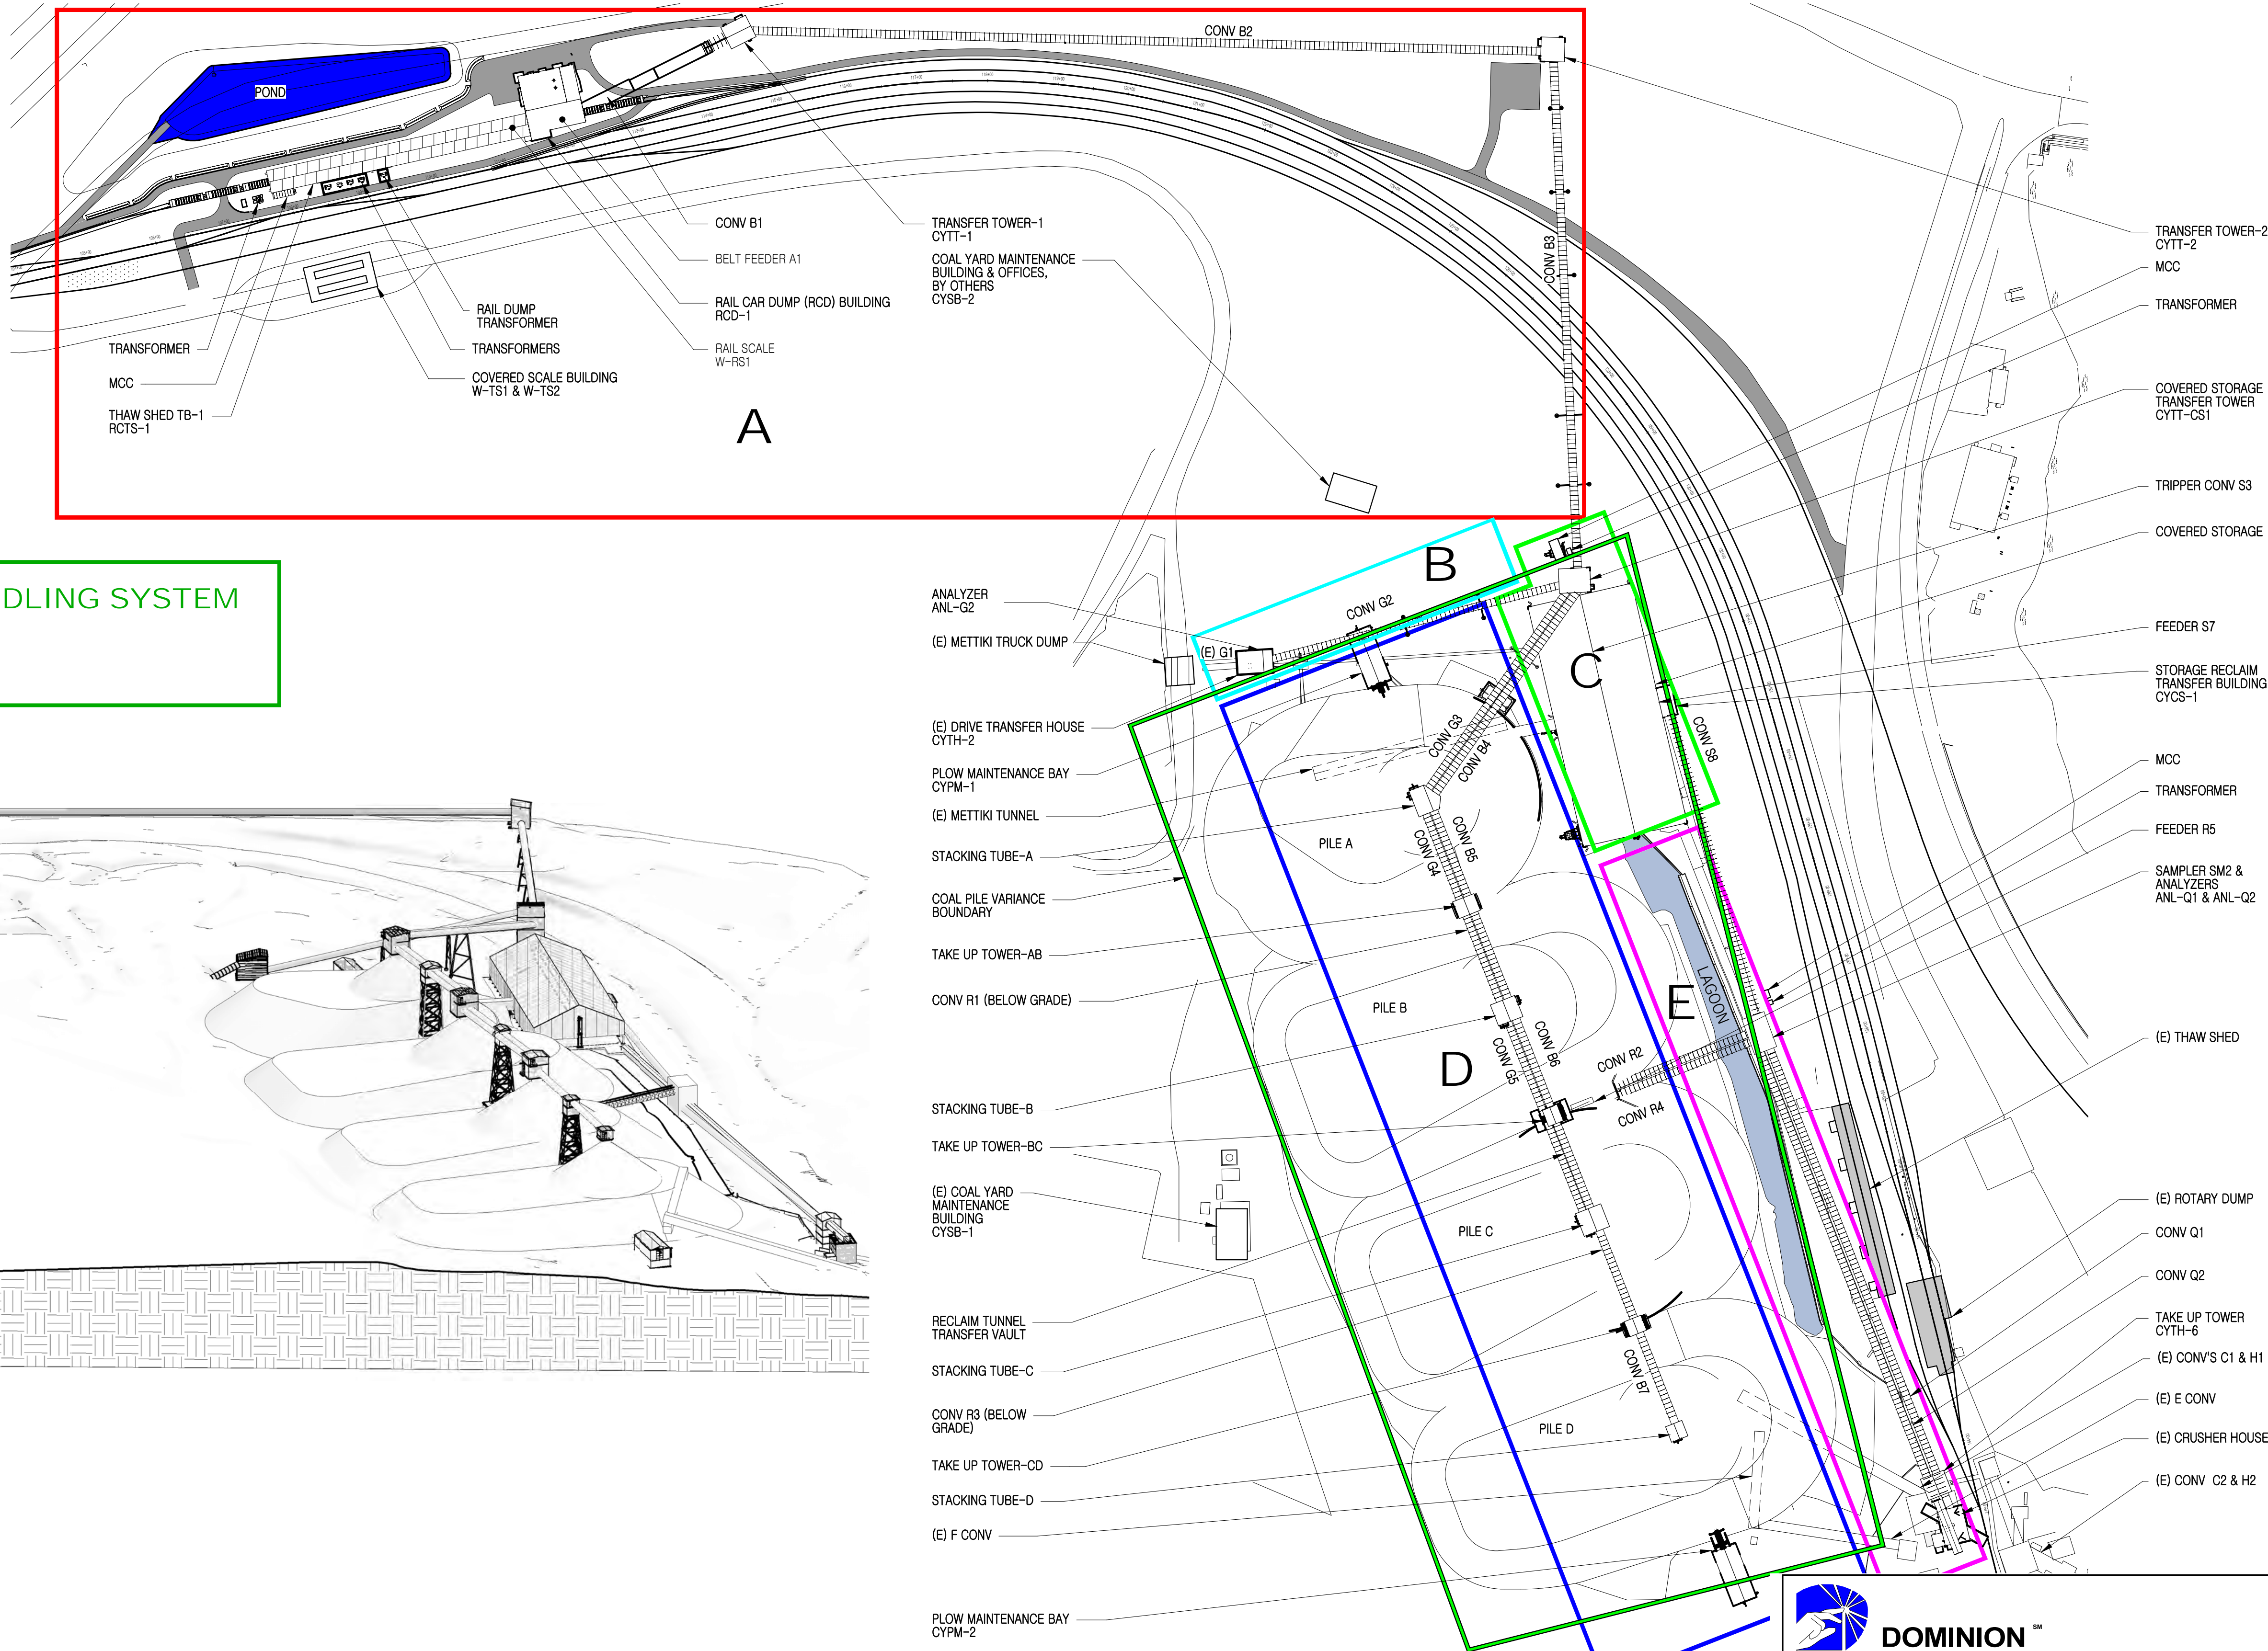 CONV B2
POND
CONV B3
CONV B1
BELT FEEDER A1
RAIL CAR DUMP (RCD) BUILDING
RCD-1
RAIL SCALE
W-RS1
TRANSFER TOWER-1
CYTT-1
COAL YARD MAINTENANCE
BUILDING & OFFICES,
BY OTHERS
CYSB-2
RAIL DUMP
TRANSFORMER
TRANSFORMERS
COVERED SCALE BUILDING
W-TS1 & W-TS2
TRANSFORMER
MCC
THAW SHED TB-1
RCTS-1
A
DLING SYSTEM
B
C
D
E
ANALYZER
ANL-G2
(E) METTIKI TRUCK DUMP
(E) DRIVE TRANSFER HOUSE
CYTH-2
PLOW MAINTENANCE BAY
CYPM-1
(E) METTIKI TUNNEL
STACKING TUBE-A
COAL PILE VARIANCE
BOUNDARY
TAKE UP TOWER-AB
CONV R1 (BELOW GRADE)
STACKING TUBE-B
TAKE UP TOWER-BC
(E) COAL YARD
MAINTENANCE
BUILDING
CYSB-1
RECLAIM TUNNEL
TRANSFER VAULT
STACKING TUBE-C
CONV R3 (BELOW
GRADE)
TAKE UP TOWER-CD
STACKING TUBE-D
(E) F CONV
PLOW MAINTENANCE BAY
CYPM-2
(E) G1
CONV G2
CONV G3
CONV B4
CONV S8
PILE A
CONV G4
CONV B5
PILE B
CONV G5
CONV B6
CONV R2
CONV R4
LAGOON
PILE C
CONV B7
PILE D
TRANSFER TOWER-2
CYTT-2
MCC
TRANSFORMER
COVERED STORAGE
TRANSFER TOWER
CYTT-CS1
TRIPPER CONV S3
COVERED STORAGE
FEEDER S7
STORAGE RECLAIM
TRANSFER BUILDING
CYCS-1
MCC
TRANSFORMER
FEEDER R5
SAMPLER SM2 &
ANALYZERS
ANL-Q1 & ANL-Q2
(E) THAW SHED
(E) ROTARY DUMP
CONV Q1
CONV Q2
TAKE UP TOWER
CYTH-6
(E) CONV'S C1 & H1
(E) E CONV
(E) CRUSHER HOUSE
(E) CONV C2 & H2
DOMINION SM